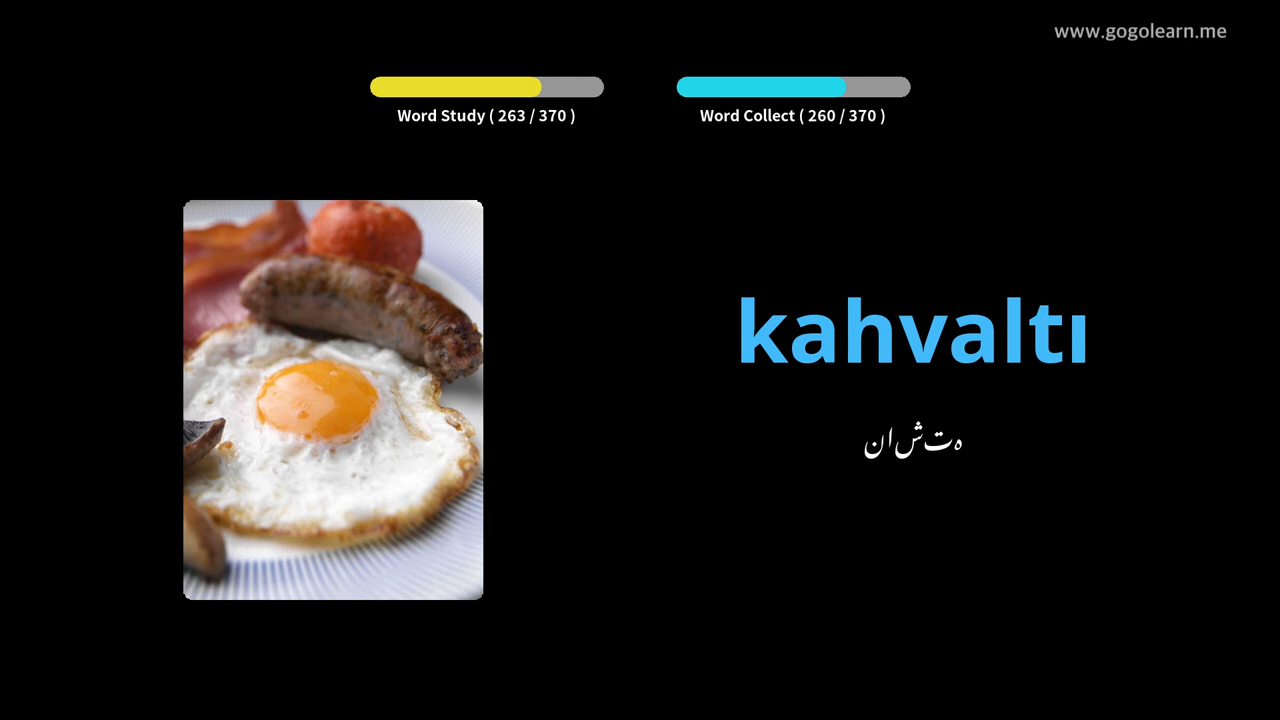 www.gogolearn.me
Word Study ( 263 / 370 )
Word Collect ( 260 / 370 )
kahvaltı
ناشتہ